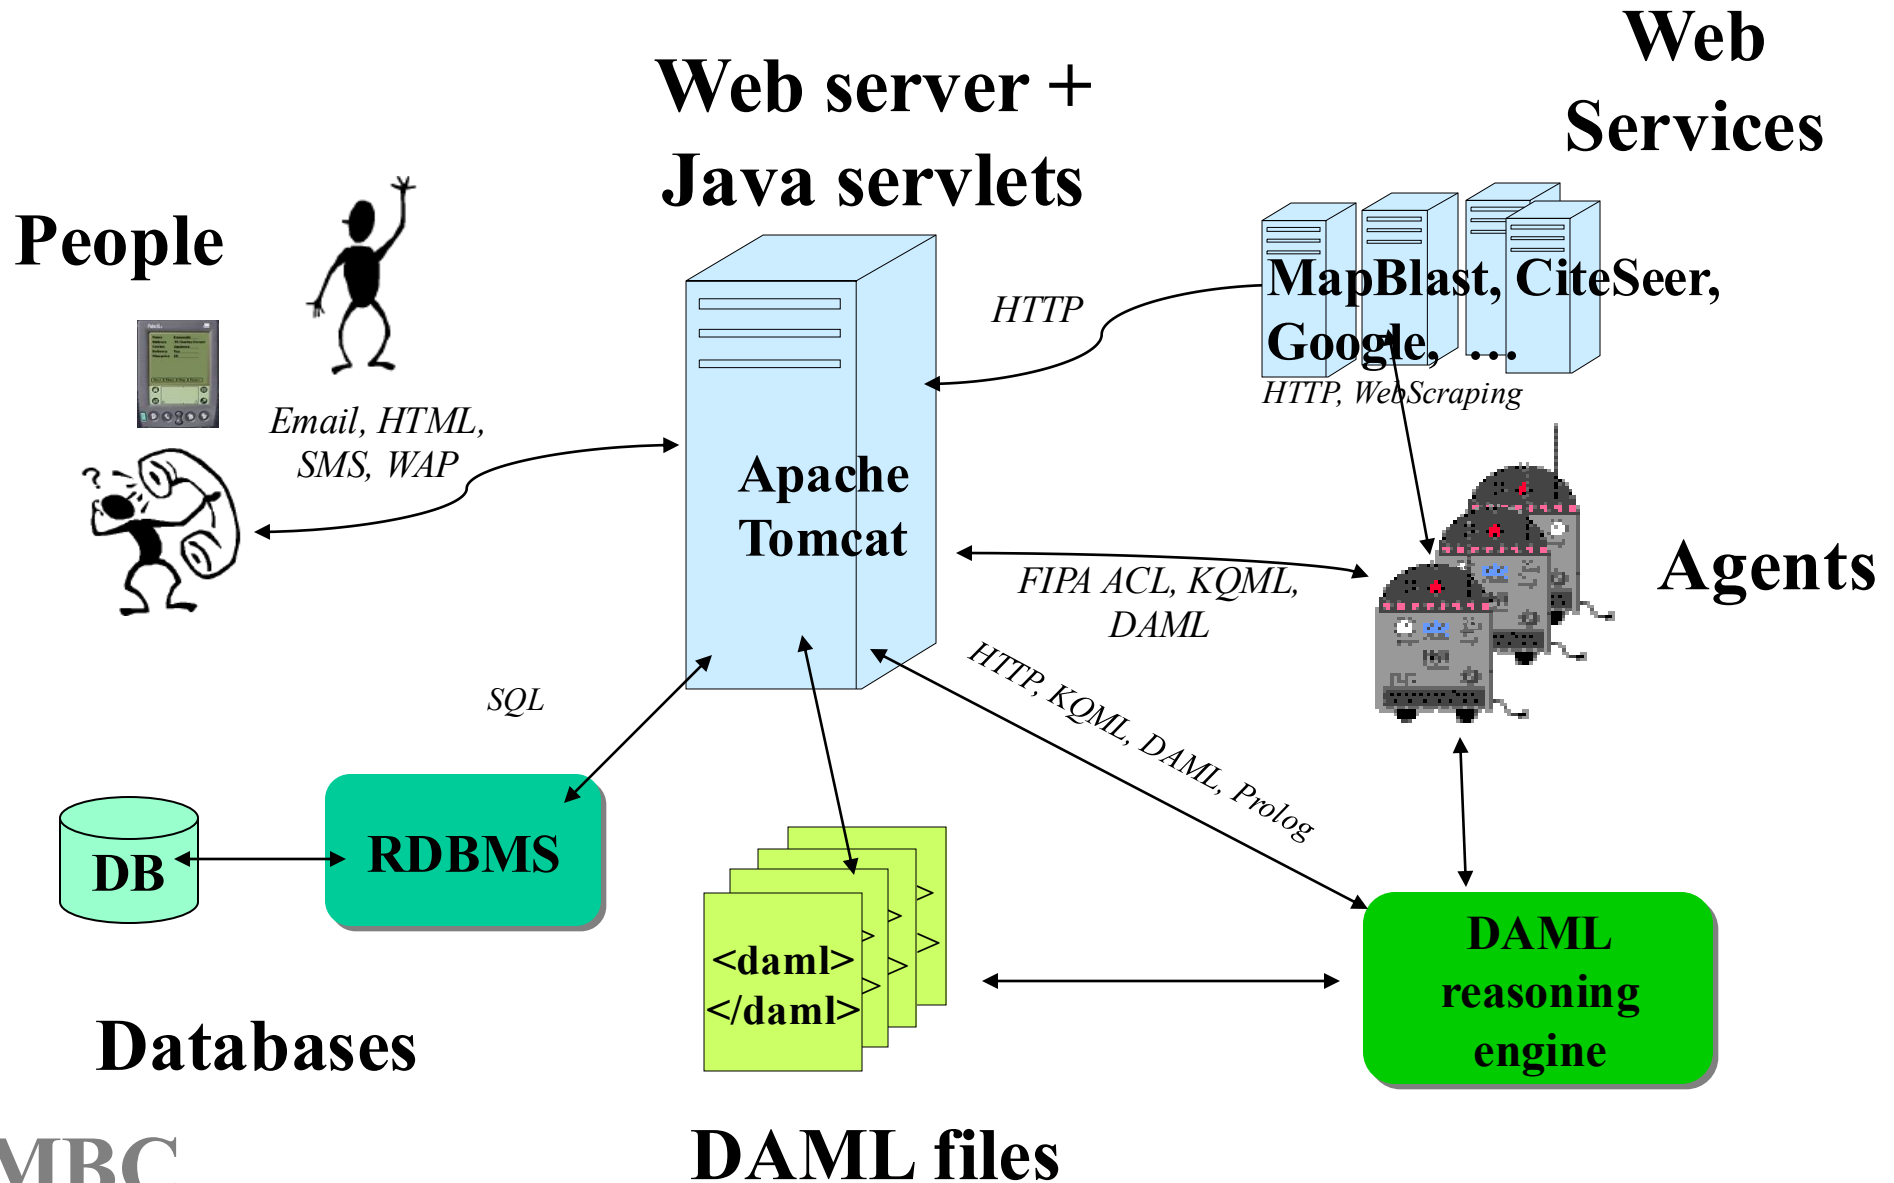 Web
Services
Web server +
Java servlets
People
MapBlast, CiteSeer,
Google, …
HTTP
HTTP, WebScraping
Email, HTML,
SMS, WAP
?
Apache
Tomcat
Agents
FIPA ACL, KQML,
DAML
HTTP, KQML, DAML, Prolog
SQL
DB
RDBMS
<daml>
</daml>
>
>
>
>
>
>
DAML
reasoning
engine
Databases
DAML files
MBC